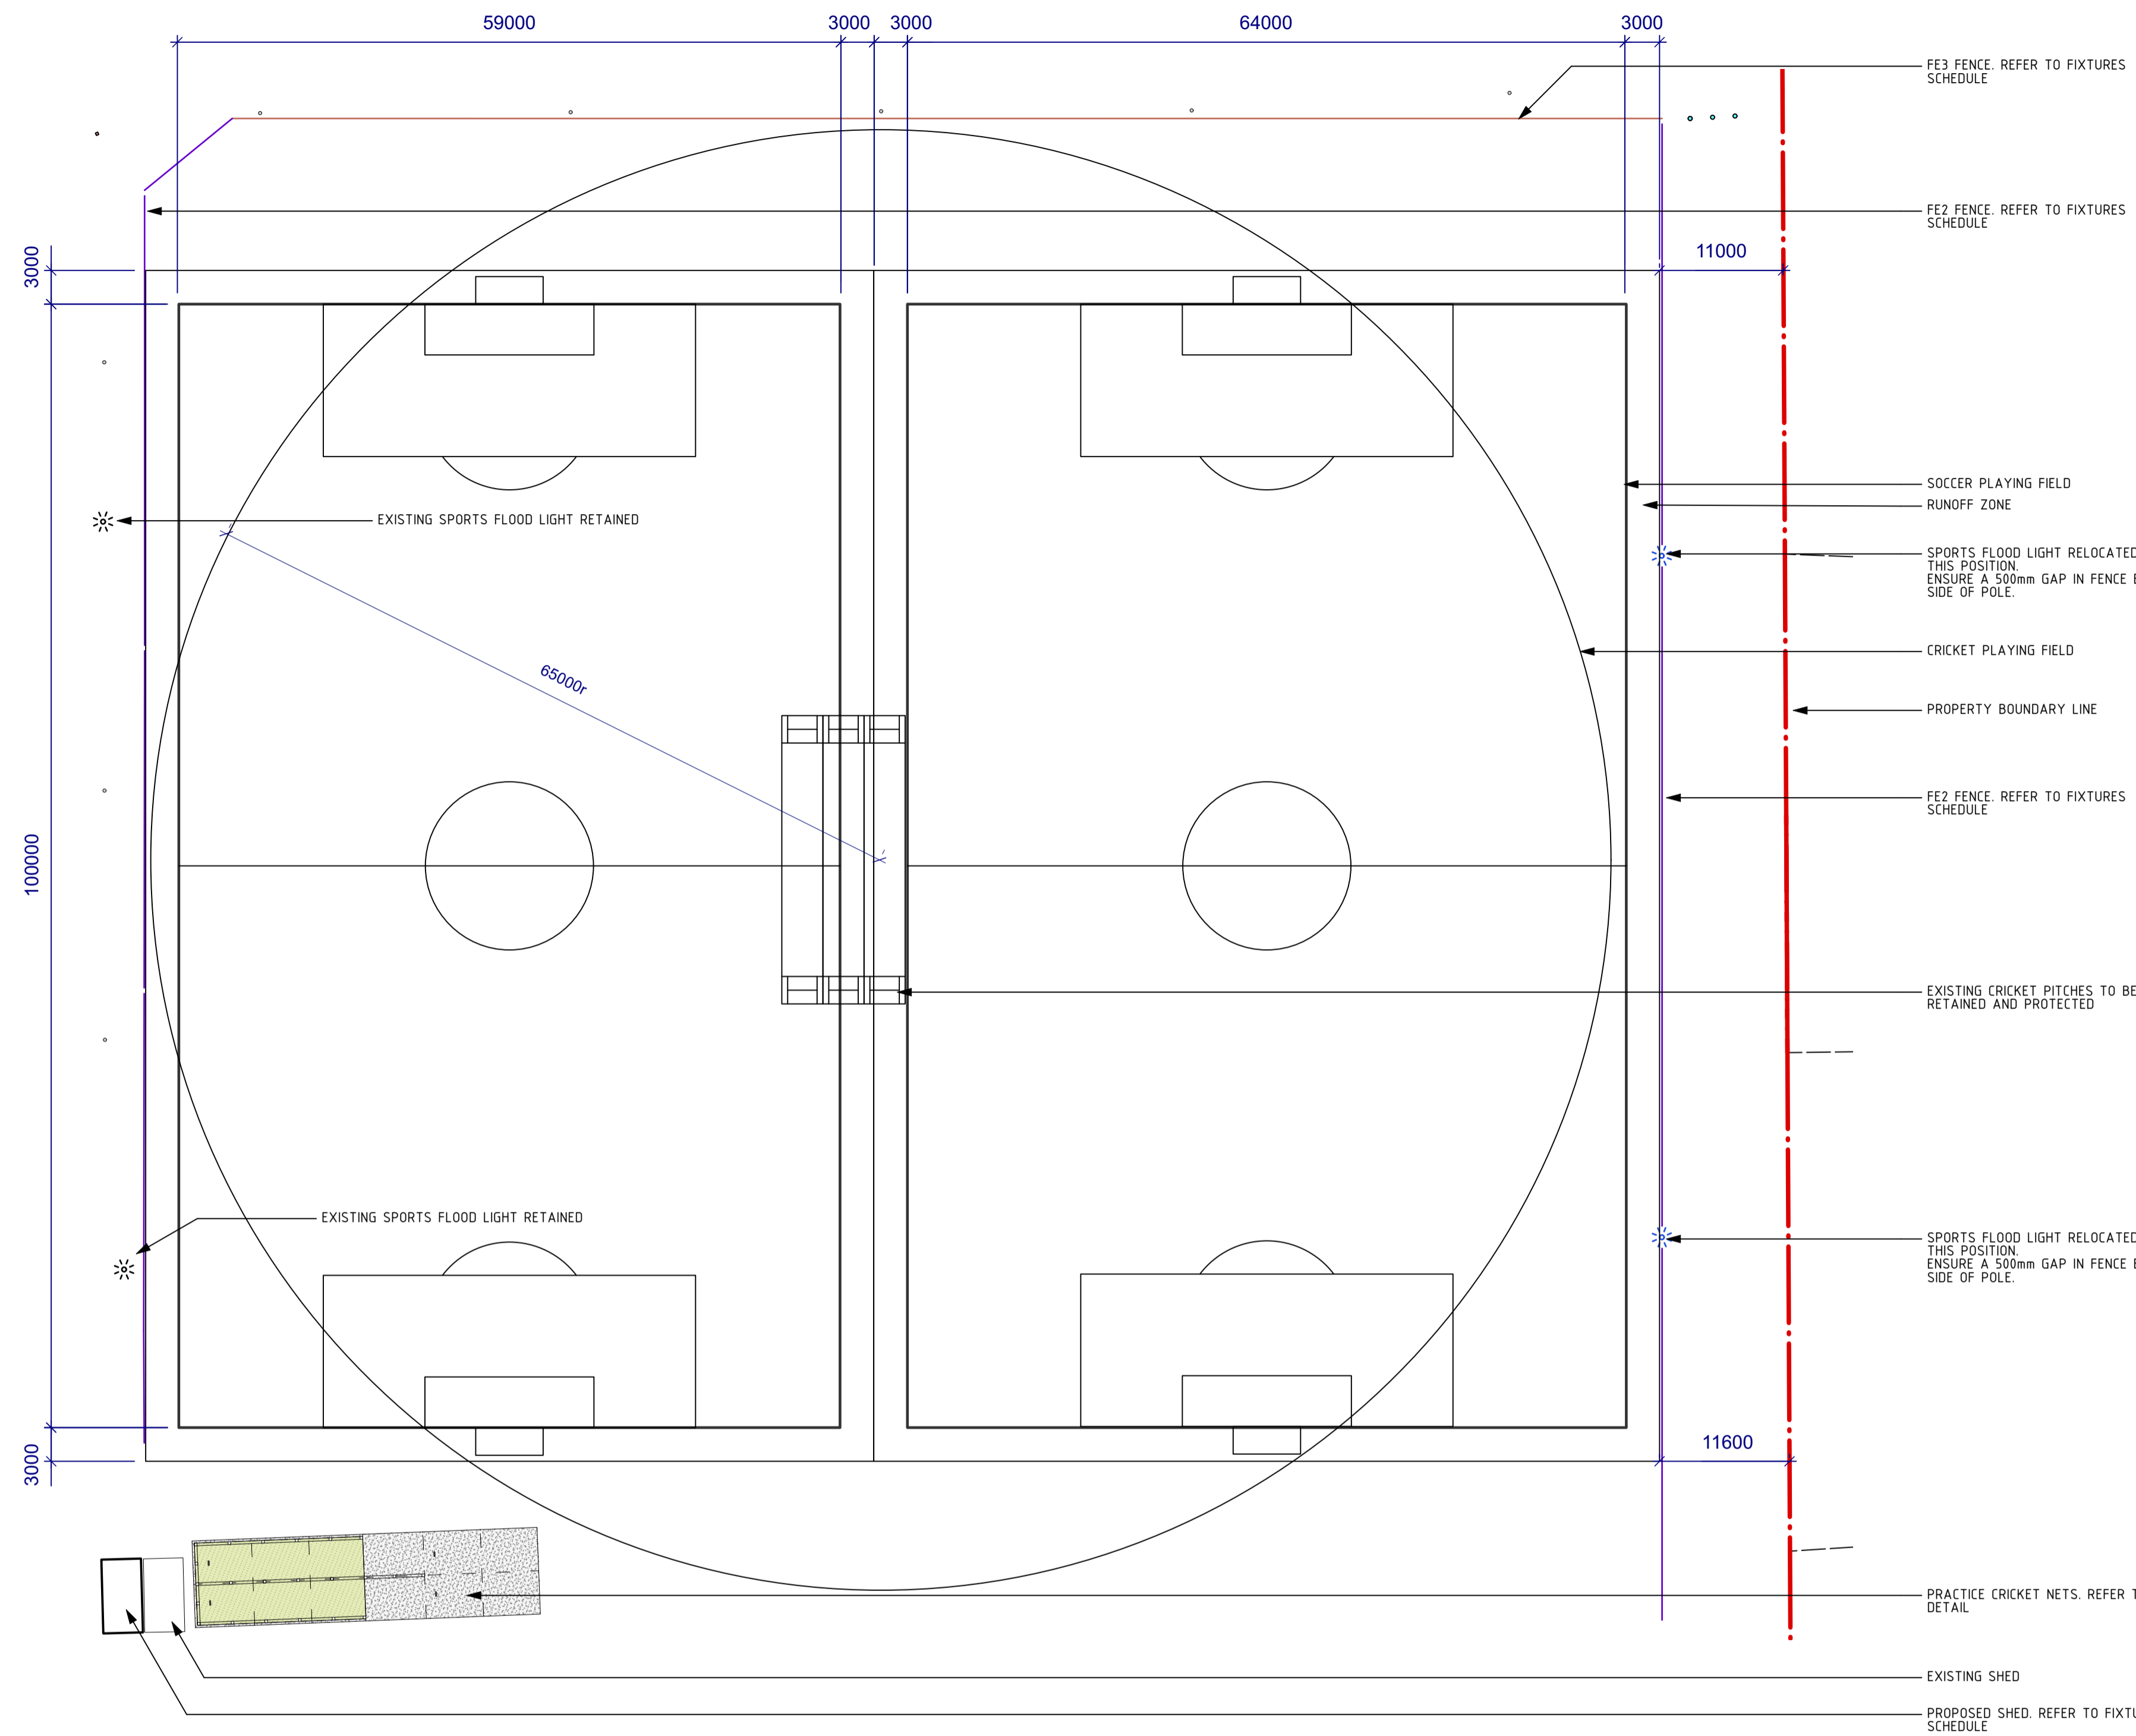 59000
3000
3000
64000
3000
FE3 FENCE. REFER TO FIXTURES
SCHEDULE
FE2 FENCE. REFER TO FIXTURES
SCHEDULE
3000
11000
SOCCER PLAYING FIELD
RUNOFF ZONE
EXISTING SPORTS FLOOD LIGHT RETAINED
SPORTS FLOOD LIGHT RELOCATED
THIS POSITION.
ENSURE A 500mm GAP IN FENCE
SIDE OF POLE.
CRICKET PLAYING FIELD
65000r
PROPERTY BOUNDARY LINE
FE2 FENCE. REFER TO FIXTURES
SCHEDULE
100000
EXISTING CRICKET PITCHES TO BE
RETAINED AND PROTECTED
EXISTING SPORTS FLOOD LIGHT RETAINED
SPORTS FLOOD LIGHT RELOCATED
THIS POSITION.
ENSURE A 500mm GAP IN FENCE
SIDE OF POLE.
3000
11600
PRACTICE CRICKET NETS. REFER
DETAIL
EXISTING SHED
PROPOSED SHED. REFER TO
SCHEDULE